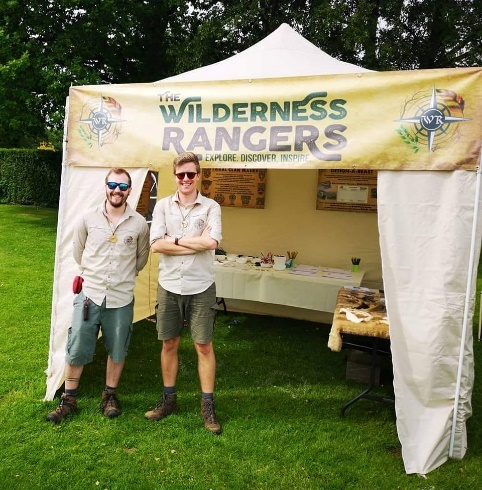 THE
WILDERNESS
RANGERS
EXPLORE. DISCOVER. INSPIRE
WR
WR